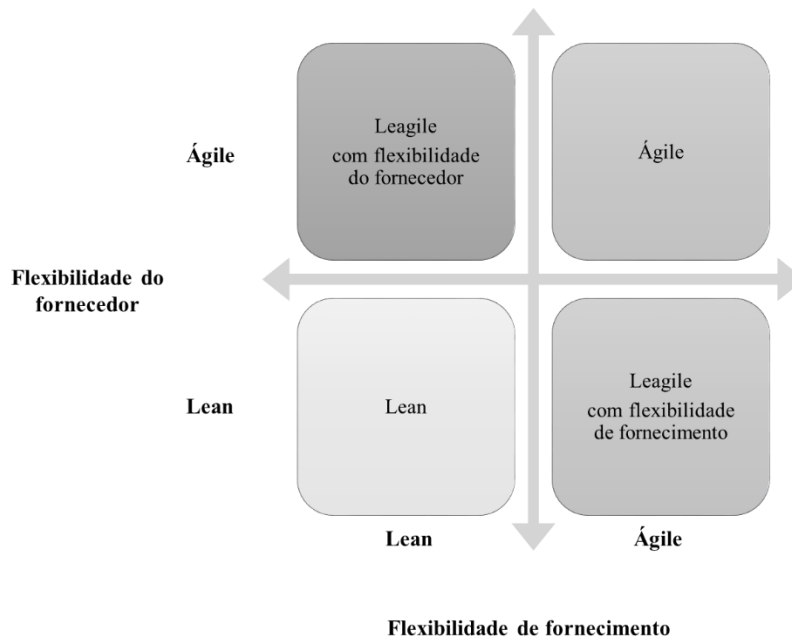 Leagile
com flexibilidade
do fornecedor
Ágile
Ágile
Flexibilidade do
fornecedor
Lean
Lean
Leagile
com flexibilidade
de fornecimento
Lean
Ágile
Flexibilidade de fornecimento